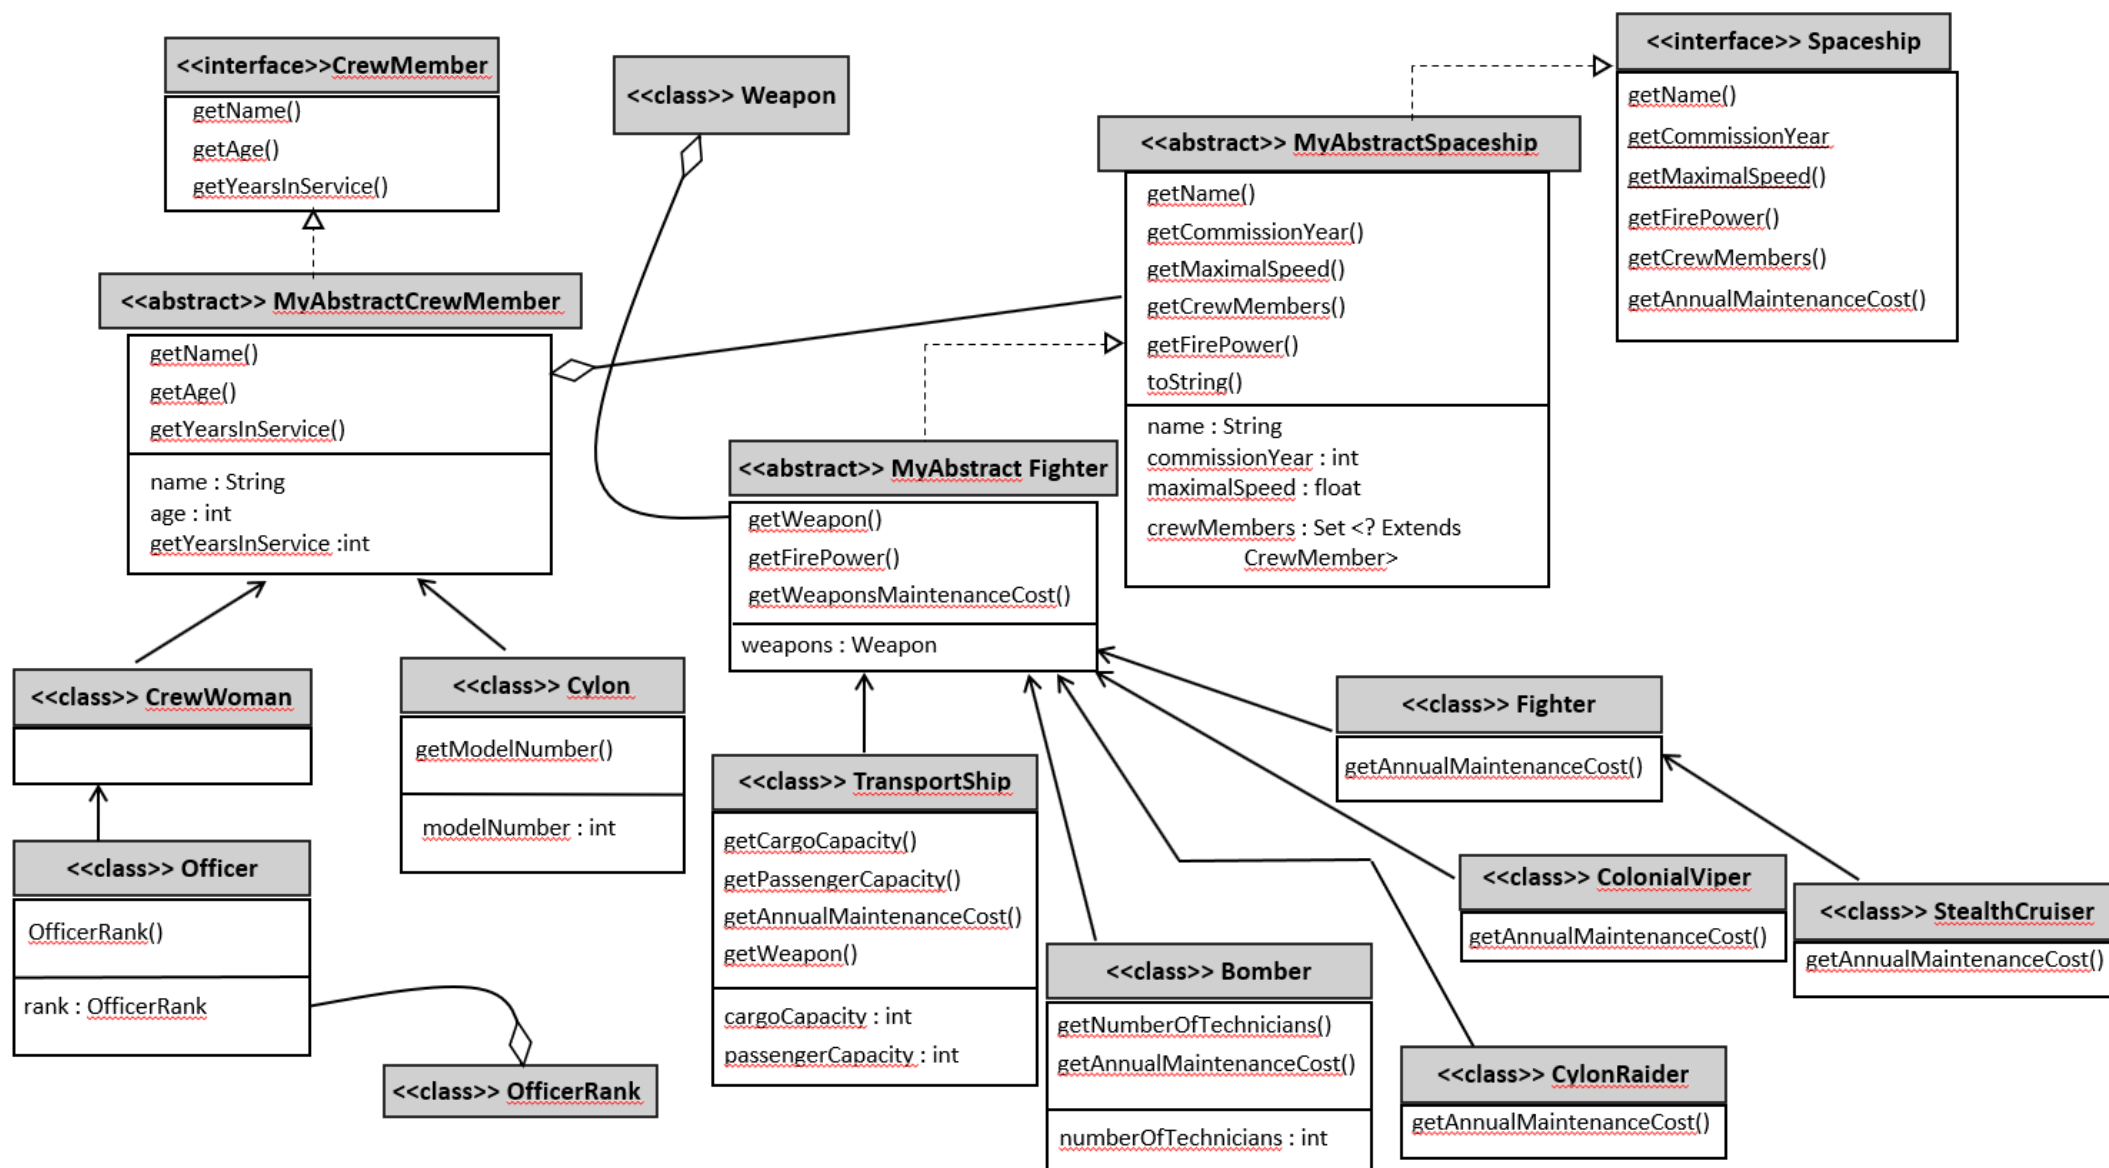 <<interface>>CrewMember
getName()
getAge()
getYearsInService()
<<class>> Weapon
<<interface>> Spaceship
getName()
getCommissionYear
getMaximalSpeed()
getFirePower()
getCrewMembers()
getAnnualMaintenanceCost()
<<abstract>> MyAbstractSpaceship
getName()
getCommissionYear()
getMaximalSpeed()
getCrewMembers()
getFirePower()
toString()
name : String
commissionYear : int
maximalSpeed : float
crewMembers : Set <? Extends
CrewMember>
<<abstract>> MyAbstractCrewMember
getName()
getAge()
getYearsInService()
name : String
age : int
getYearsInService :int
<<abstract>> MyAbstract Fighter
getWeapon()
getFirePower()
getWeaponsMaintenanceCost()
weapons : Weapon
<<class>> CrewWoman
<<class>> Cylon
getModelNumber()
modelNumber : int
<<class>> Officer
OfficerRank()
rank : OfficerRank
<<class>> OfficerRank
<<class>> TransportShip
getCargoCapacity()
getPassengerCapacity()
getAnnualMaintenanceCost()
getWeapon()
cargoCapacity : int
passengerCapacity : int
<<class>> Bomber
getNumberOfTechnicians()
getAnnualMaintenanceCost()
numberOfTechnicians : int
<<class>> Fighter
getAnnualMaintenanceCost()
<<class>> ColonialViper
getAnnualMaintenanceCost()
<<class>> StealthCruiser
getAnnualMaintenanceCost()
<<class>> CylonRaider
getAnnualMaintenanceCost()